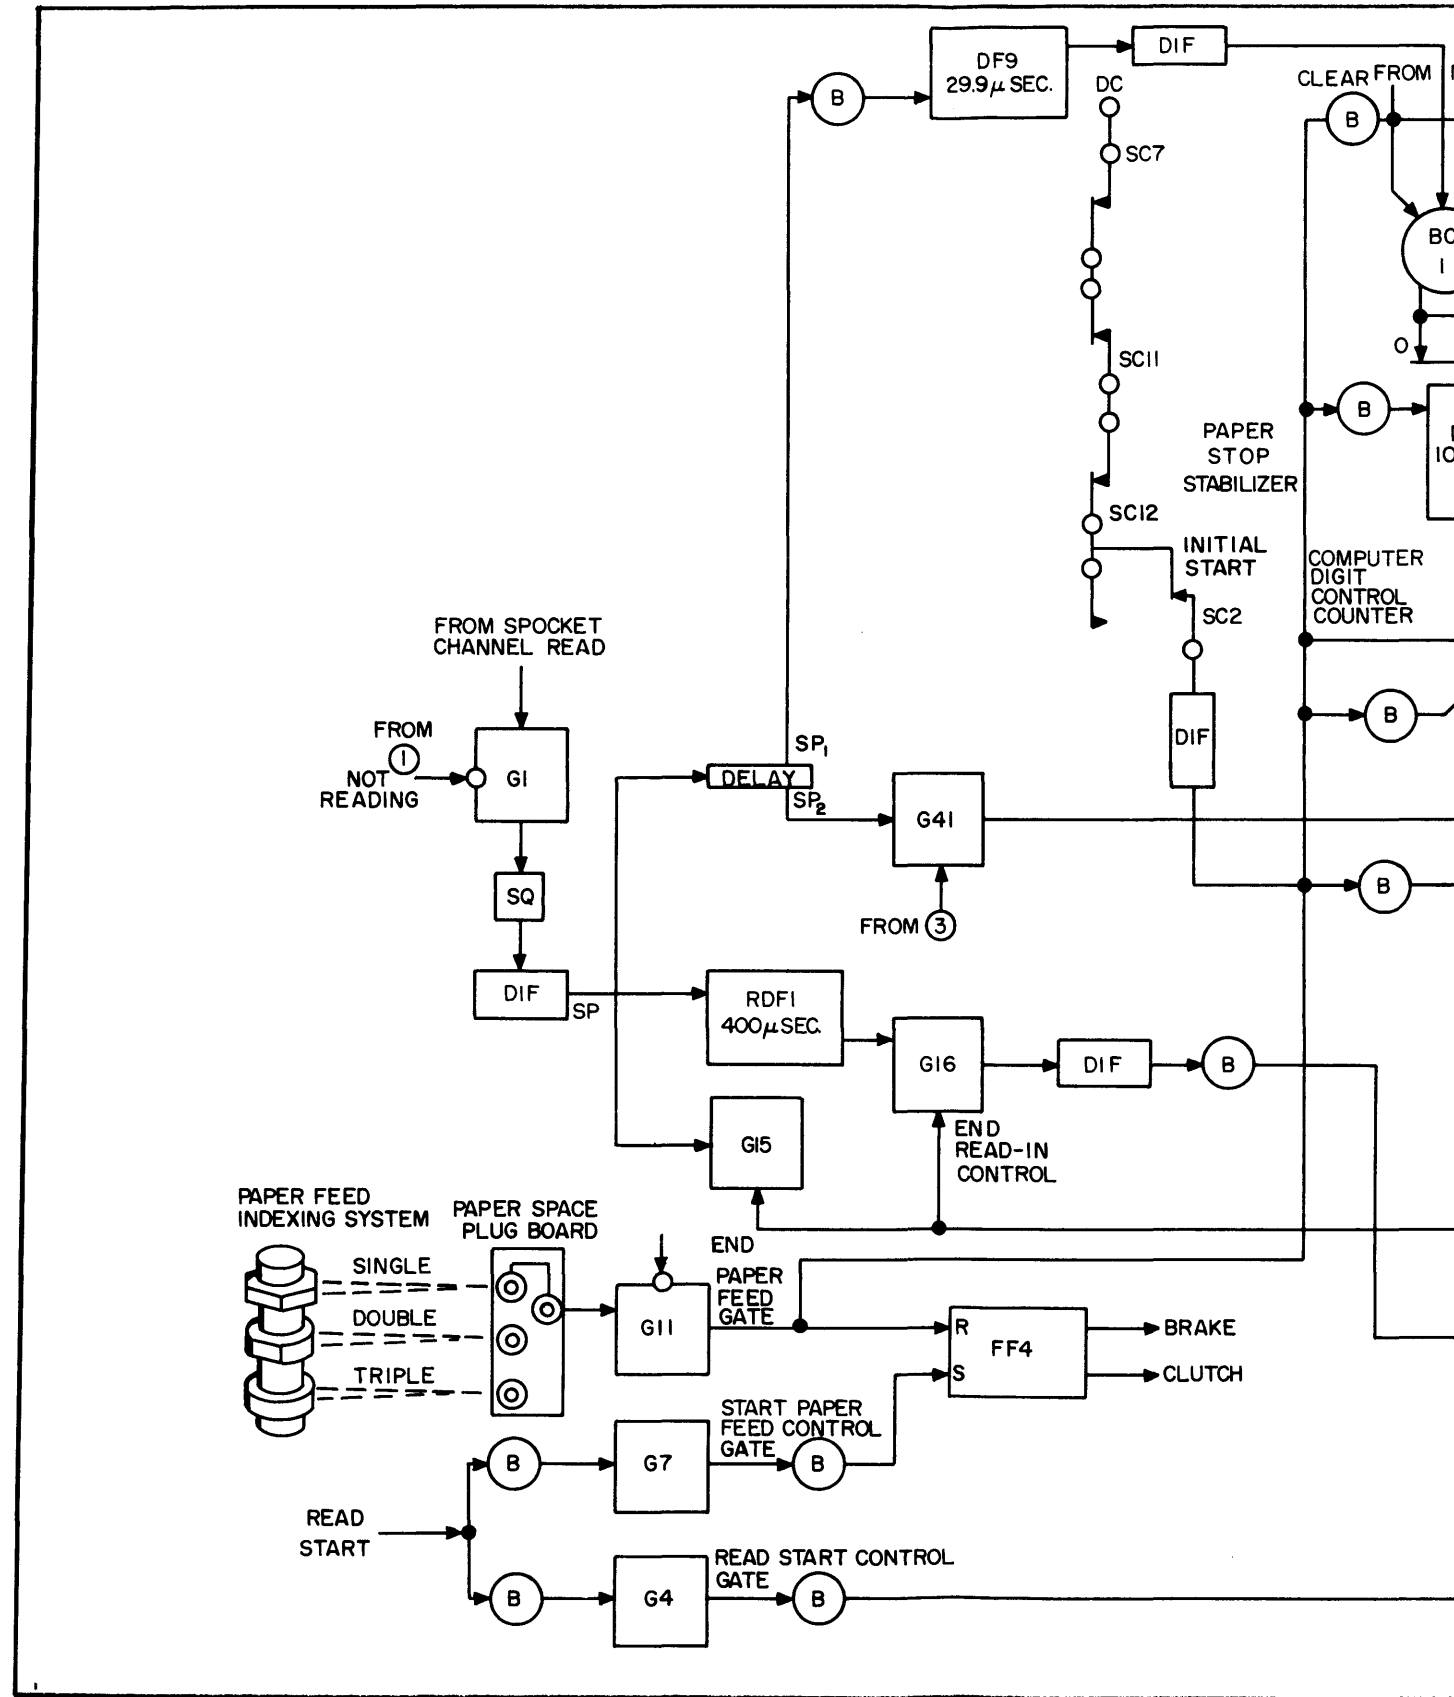 DF9
29.9μ SEC.
DIF
B
DC
SC7
CLEAR FROM
B
BC
1
O
SC11
B
10
PAPER
STOP
STABILIZER
SC12
INITIAL
START
SC2
COMPUTER
DIGIT
CONTROL
COUNTER
FROM SPOCKET
CHANNEL READ
FROM
1
NOT
READING
G1
SP1
DELAY
SP2
G41
DIF
B
SQ
FROM 3
B
DIF
SP
RDF1
400μSEC.
G16
DIF
B
G15
END
READ-IN
CONTROL
PAPER FEED
INDEXING SYSTEM
PAPER SPACE
PLUG BOARD
SINGLE
DOUBLE
TRIPLE
END
PAPER
FEED
GATE
G11
R
S
FF4
BRAKE
CLUTCH
START PAPER
FEED CONTROL
GATE
B
G7
B
READ
START
READ START CONTROL
GATE
B
G4
B